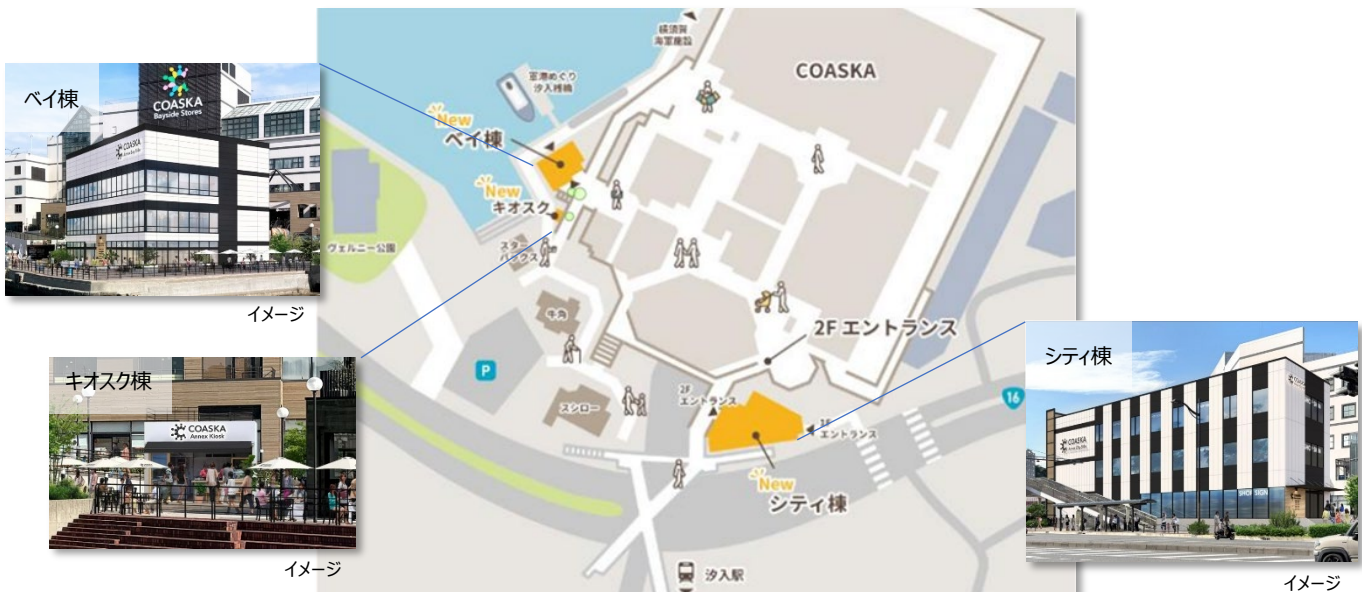 ベイ棟
COASKA
Bayside Stores
COASKA
イメージ
キオスク棟
COASKA
Annex Kiosk
イメージ
横須賀
海軍施設
COASKA
軍港めぐり
汐入桟橋
New
ベイ棟
New
キオスク
ヴェルニー公園
スター
バックス
牛角
P
スシロー
2F エントランス
2F
エントランス
エントランス
16
New
シティ棟
汐入駅
シティ棟
COASKA
COASKA
SHOP SIGN
イメージ